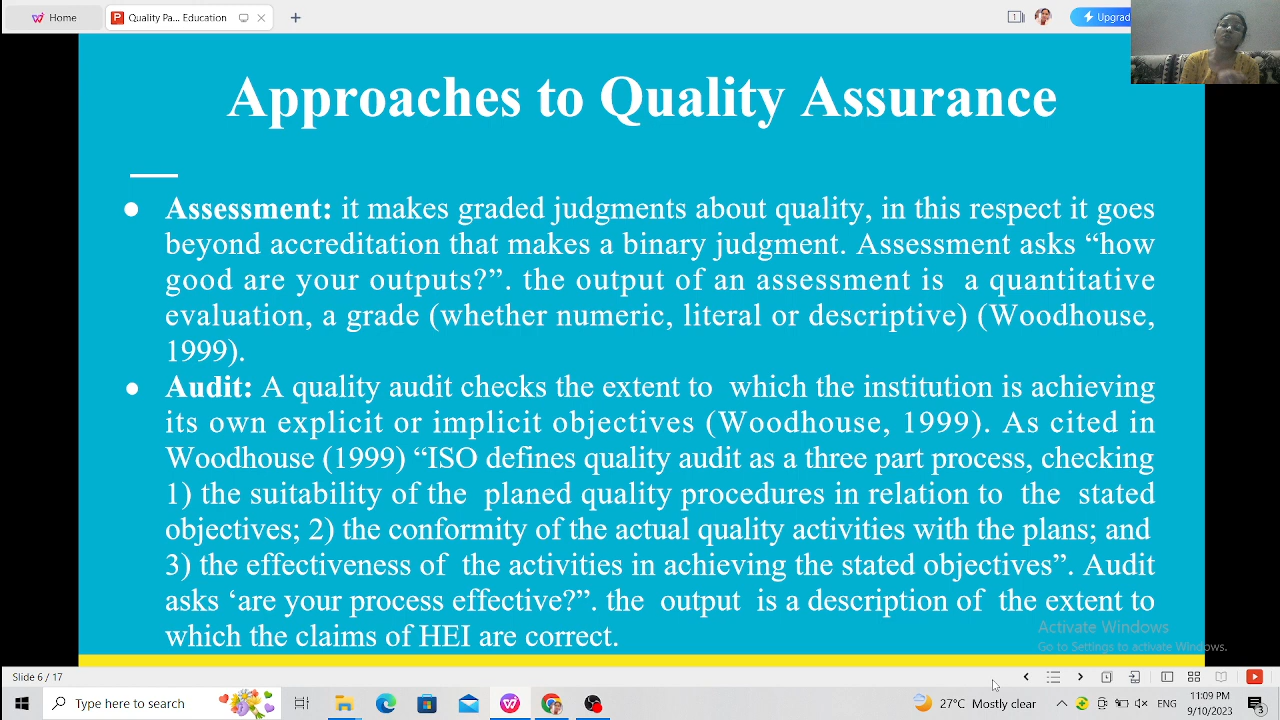 Home
Quality Pa... Education
1
Upgrad
Approaches to Quality Assurance
Assessment: it makes graded judgments about quality, in this respect it goes
beyond accreditation that makes a binary judgment. Assessment asks “how
good are your outputs?”. the output of an assessment is a quantitative
evaluation, a grade (whether numeric, literal or descriptive) (Woodhouse,
1999).
Audit: A quality audit checks the extent to which the institution is achieving
its own explicit or implicit objectives (Woodhouse, 1999). As cited in
Woodhouse (1999) “ISO defines quality audit as a three part process, checking
1) the suitability of the planed quality procedures in relation to the stated
objectives; 2) the conformity of the actual quality activities with the plans; and
3) the effectiveness of the activities in achieving the stated objectives”. Audit
asks ‘are your process effective?”. the output is a description of the extent to
which the claims of HEI are correct.
Activate Windows
Go to Settings to activate Windows.
Slide 6 / 17
Type here to search
27°C Mostly clear
ENG
11:09 PM
9/10/2023
3